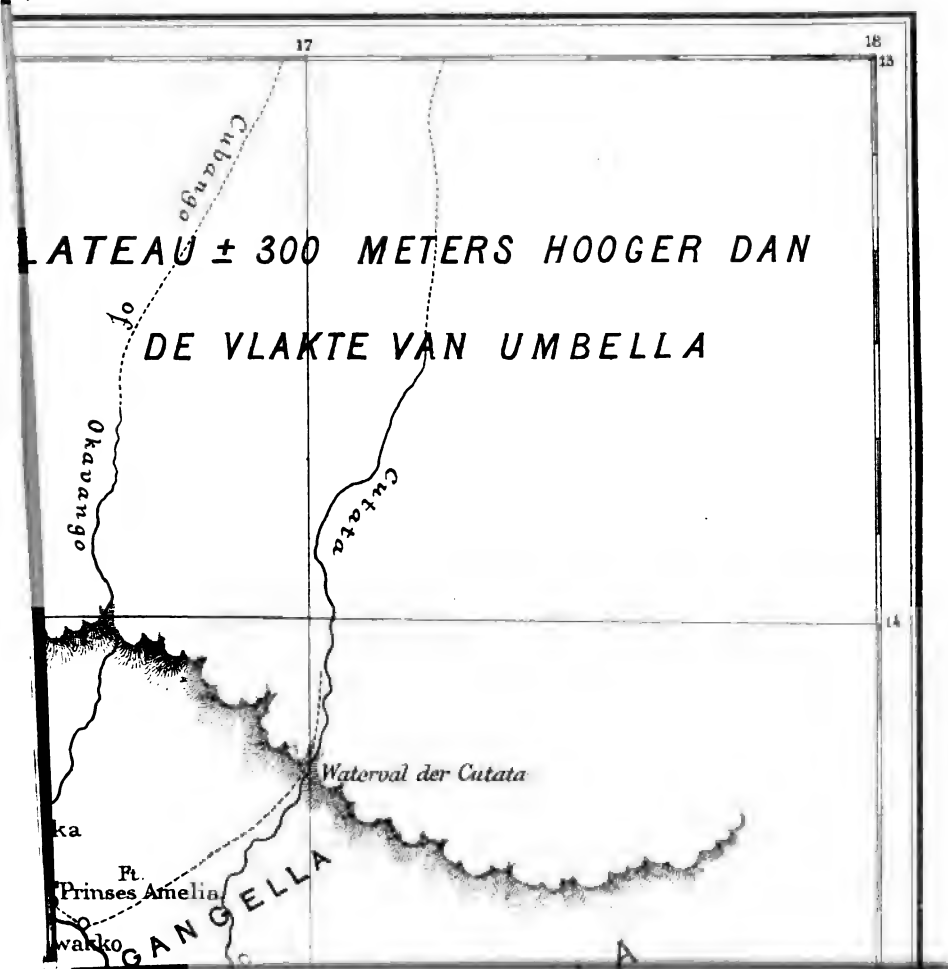 17
18
13
Cubango
LATEAU ± 300 METERS HOOGER DAN
of
DE VLAKTE VAN UMBELLA
Okavango
Cutata
14
Waterval der Cutata
ka
Ft.
Prinses Amelia
GANGELLA
wakko
A